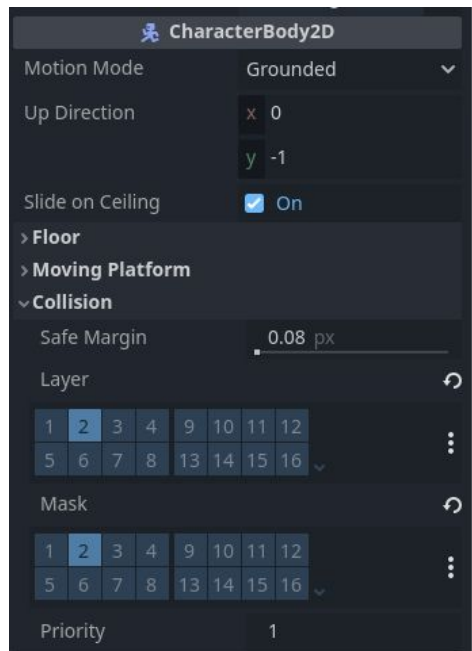 CharacterBody2D
Motion Mode Grounded
Up Direction x 0
y -1
Slide on Ceiling On
Floor
Moving Platform
Collision
Safe Margin 0.08 px
Layer
1 2 3 4 9 10 11 12
5 6 7 8 13 14 15 16
Mask
1 2 3 4 9 10 11 12
5 6 7 8 13 14 15 16
Priority 1